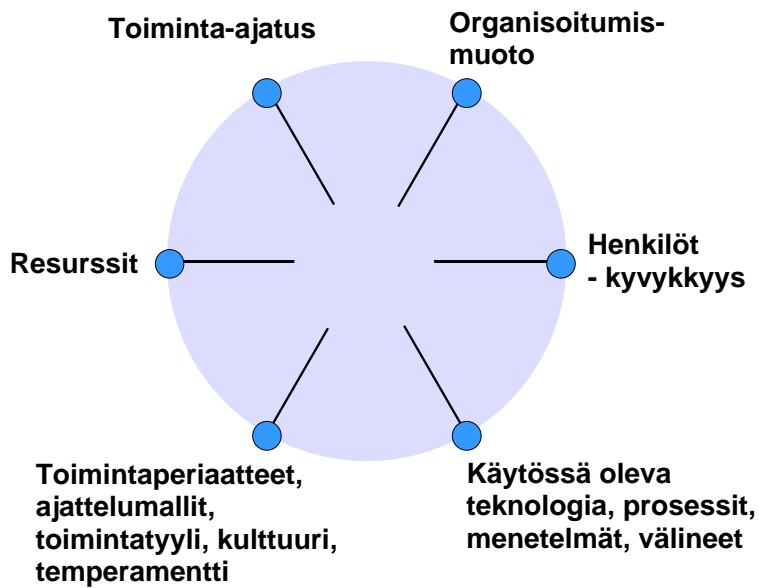 Toiminta-ajatus
Organisoitumis-
muoto
Resurssit
Henkilöt
- kyvykkyys
Toimintaperiaatteet,
ajattelumallit,
toimintatyyli, kulttuuri,
temperamentti
Käytössä oleva
teknologia, prosessit,
menetelmät, välineet